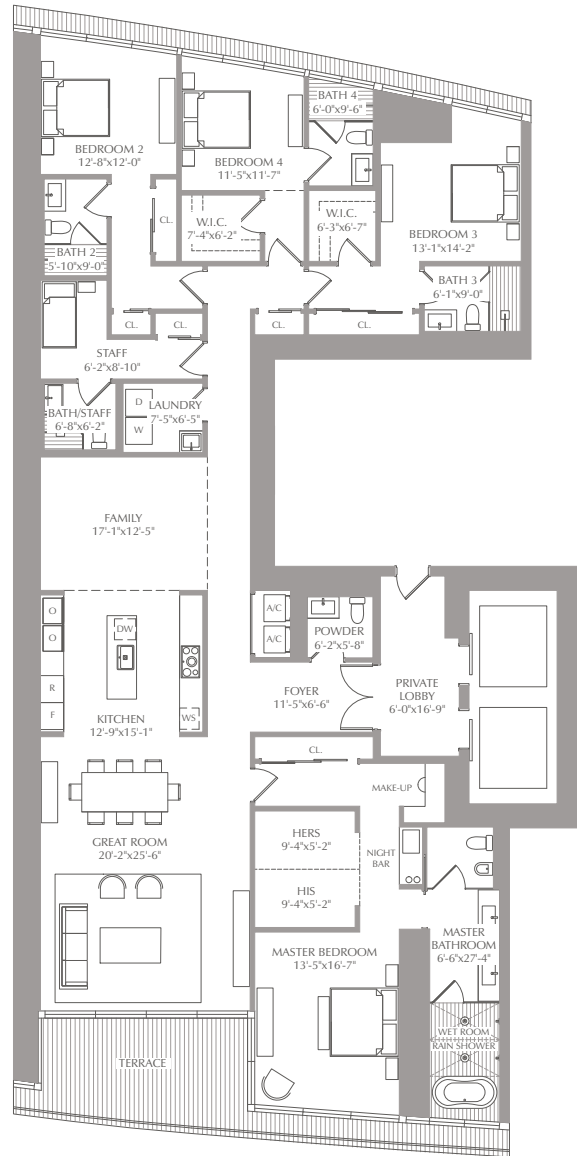 BATH 4
6'-0"x9'-6"
BEDROOM 2
12'-8"x12'-0"
BEDROOM 4
11'-5"x11'-7"
CL.
W.I.C.
7'-4"x6'-2"
W.I.C.
6'-3"x6'-7"
BEDROOM 3
13'-1"x14'-2"
BATH 2
5'-10"x9'-0"
BATH 3
6'-1"x9'-0"
CL.
CL.
CL.
CL.
STAFF
6'-2"x8'-10"
BATH/STAFF
6'-8"x6'-2"
D
W
LAUNDRY
7'-5"x6'-5"
FAMILY
17'-1"x12'-5"
O
O
R
F
DW
WS
KITCHEN
12'-9"x15'-1"
A/C
A/C
POWDER
6'-2"x5'-8"
FOYER
11'-5"x6'-6"
PRIVATE
LOBBY
6'-0"x16'-9"
CL.
MAKE-UP
GREAT ROOM
20'-2"x25'-6"
HERS
9'-4"x5'-2"
NIGHT
BAR
HIS
9'-4"x5'-2"
MASTER BEDROOM
13'-5"x16'-7"
MASTER
BATHROOM
6'-6"x27'-4"
WET ROOM
RAIN SHOWER
TERRACE